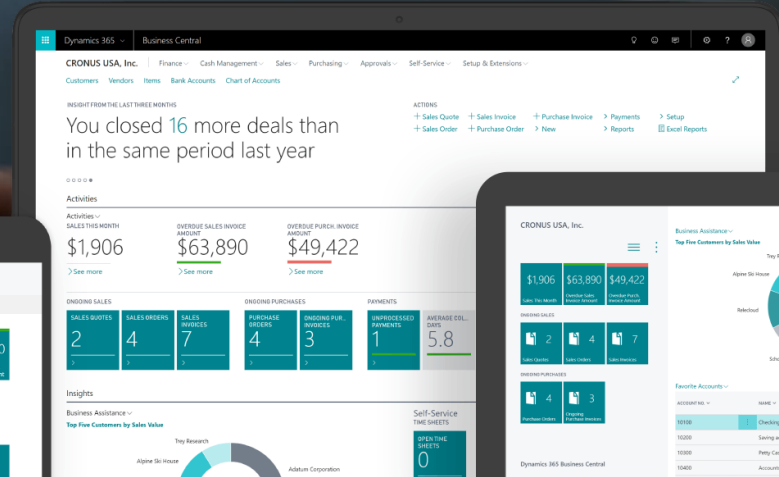 Dynamics 365 Business Central
CRONUS USA, Inc. Finance Cash Management Sales Purchasing Approvals Self-Service Setup & Extensions
Customers Vendors Items Bank Accounts Chart of Accounts
INSIGHT FROM THE LAST THREE MONTHS
You closed 16 more deals than
in the same period last year
ACTIONS
+ Sales Quote + Sales Invoice + Purchase Invoice > Payments > Setup
+ Sales Order + Purchase Order > New > Reports Excel Reports
Activities
Activities
SALES THIS MONTH
$1,906
> See more
OVERDUE SALES INVOICE
AMOUNT
$63,890
> See more
OVERDUE PURCH. INVOICE
AMOUNT
$49,422
> See more
ONGOING SALES
SALES QUOTES
2
SALES ORDERS
4
SALES
INVOICES
7
ONGOING PURCHASES
PURCHASE
ORDERS
4
ONGOING PUR...
INVOICES
3
PAYMENTS
UNPROCESSED
PAYMENTS
1
AVERAGE COL...
DAYS
5.8
Insights
Business Assistance
Top Five Customers by Sales Value
Trey Research
Alpine Ski House
Adatum Corporation
Self-Service
TIME SHEETS
OPEN TIME
SHEETS
0
CRONUS USA, Inc.
$1,906
Sales This Month
$63,890
Overdue Sales
Invoice Amount
$49,422
Overdue Purch.
Invoice Amount
ONGOING SALES
2
Sales Quotes
4
Sales Orders
7
Sales Invoices
ONGOING PURCHASES
4
Purchase Orders
3
Ongoing
Purchase Invoices
Dynamics 365 Business Central
Business Assistance
Top Five Customers by Sales Value
Trey
Alpine Ski House
Relecloud
Favorite Accounts
ACCOUNT NO. NAME
10100 Checking
10200 Saving
10300 Petty
10400